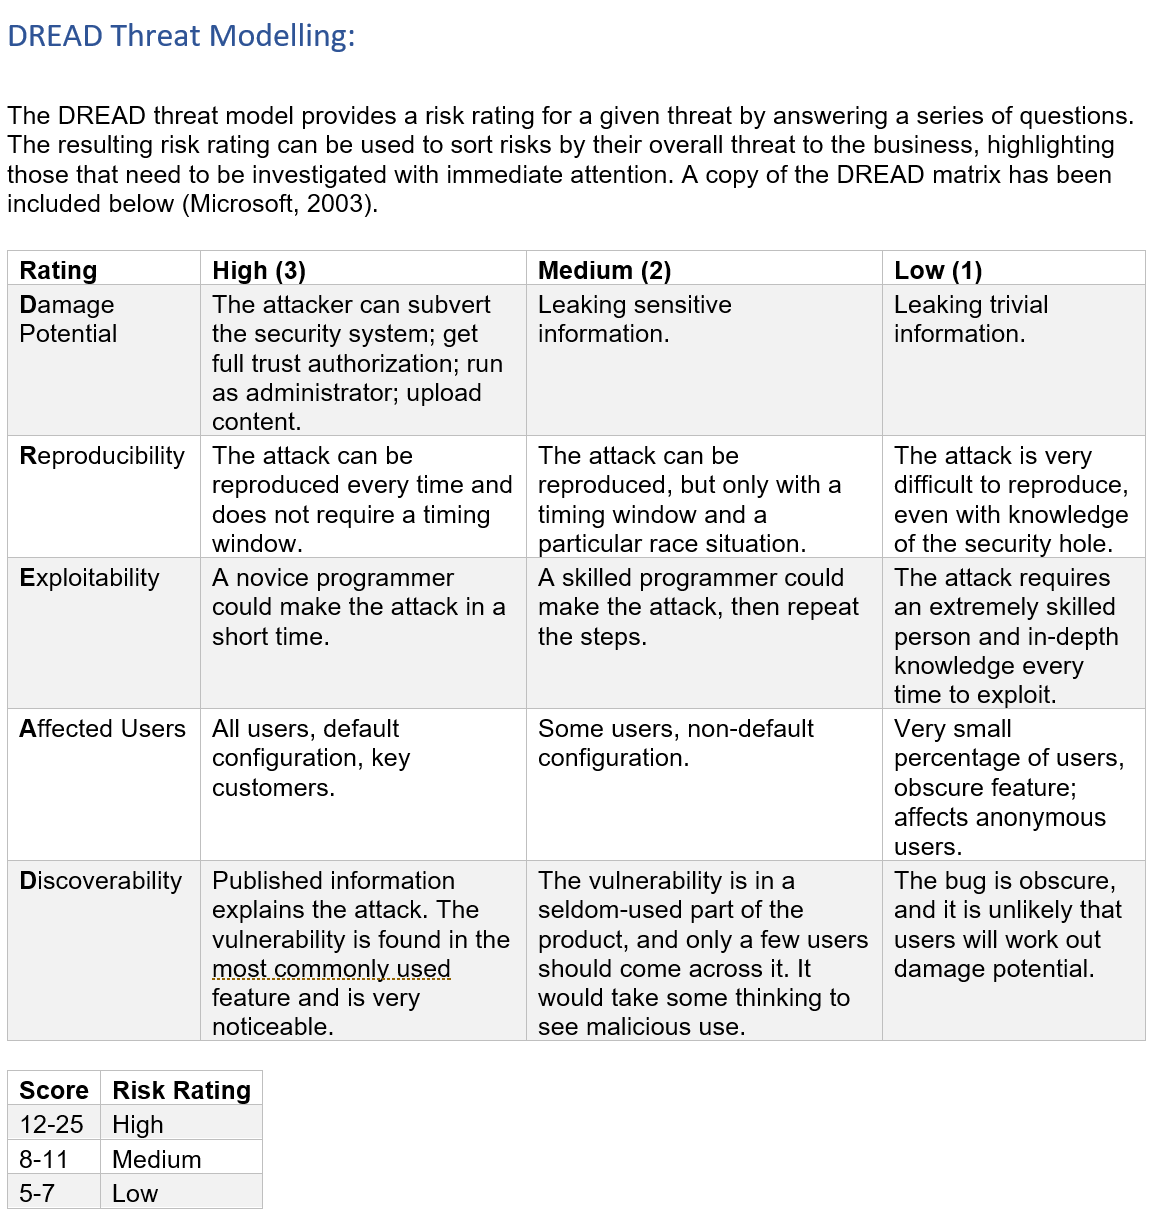 DREAD Threat Modelling:
The DREAD threat model provides a risk rating for a given threat by answering a series of questions.
The resulting risk rating can be used to sort risks by their overall threat to the business, highlighting
those that need to be investigated with immediate attention. A copy of the DREAD matrix has been
included below (Microsoft, 2003).
Rating High (3) Medium (2) Low (1)
Damage
Potential
The attacker can subvert
the security system; get
full trust authorization; run
as administrator; upload
content.
Leaking sensitive
information.
Leaking trivial
information.
Reproducibility
The attack can be
reproduced every time and
does not require a timing
window.
The attack can be
reproduced, but only with a
timing window and a
particular race situation.
The attack is very
difficult to reproduce,
even with knowledge
of the security hole.
Exploitability
A novice programmer
could make the attack in a
short time.
A skilled programmer could
make the attack, then repeat
the steps.
The attack requires
an extremely skilled
person and in-depth
knowledge every
time to exploit.
Affected Users
All users, default
configuration, key
customers.
Some users, non-default
configuration.
Very small
percentage of users,
obscure feature;
affects anonymous
users.
Discoverability
Published information
explains the attack. The
vulnerability is found in the
most commonly used
feature and is very
noticeable.
The vulnerability is in a
seldom-used part of the
product, and only a few users
should come across it. It
would take some thinking to
see malicious use.
The bug is obscure,
and it is unlikely that
users will work out
damage potential.
Score Risk Rating
12-25 High
8-11 Medium
5-7 Low